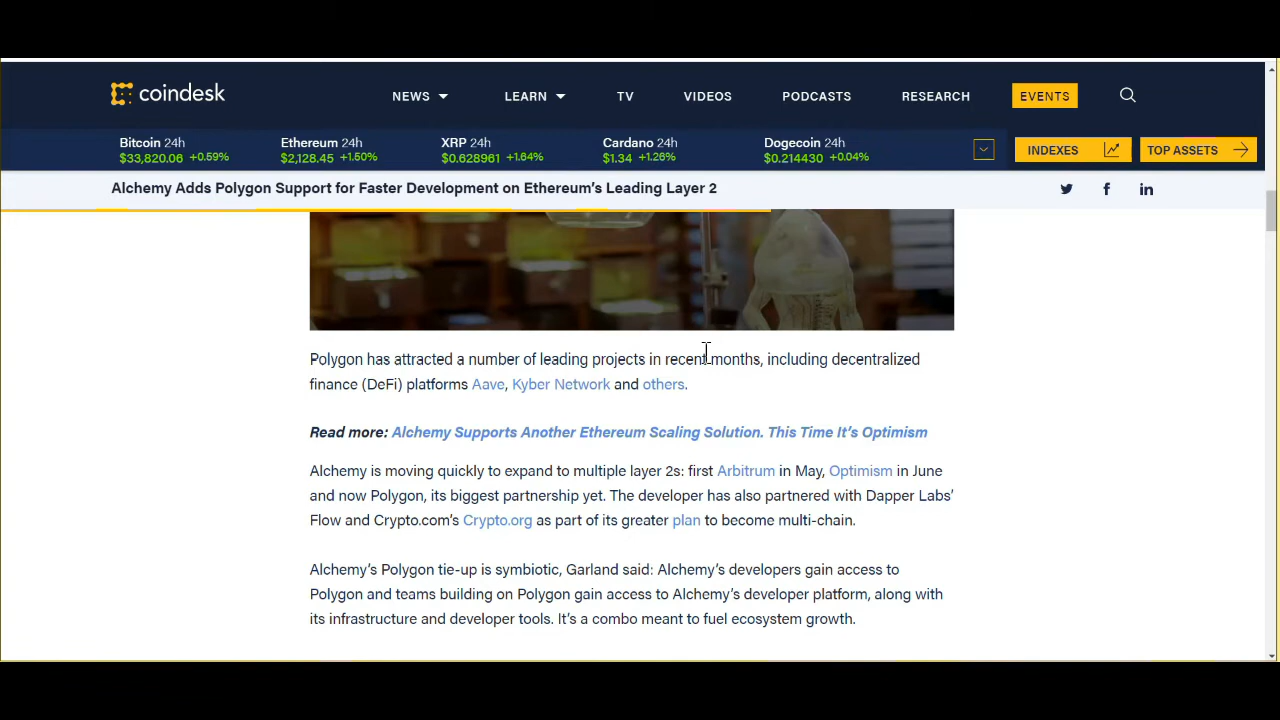 coindesk
NEWS LEARN TV VIDEOS PODCASTS RESEARCH EVENTS
Bitcoin 24h Ethereum 24h XRP 24h Cardano 24h Dogecoin 24h
$33,820.06 +0.59% $2,128.45 +1.50% $0.628961 +1.64% $1.34 +1.26% $0.214430 +0.04%
INDEXES TOP ASSETS
Alchemy Adds Polygon Support for Faster Development on Ethereum's Leading Layer 2
Polygon has attracted a number of leading projects in recent months, including decentralized
finance (DeFi) platforms Aave, Kyber Network and others.
Read more: Alchemy Supports Another Ethereum Scaling Solution. This Time It's Optimism
Alchemy is moving quickly to expand to multiple layer 2s: first Arbitrum in May, Optimism in June
and now Polygon, its biggest partnership yet. The developer has also partnered with Dapper Labs'
Flow and Crypto.com's Crypto.org as part of its greater plan to become multi-chain.
Alchemy's Polygon tie-up is symbiotic, Garland said: Alchemy's developers gain access to
Polygon and teams building on Polygon gain access to Alchemy's developer platform, along with
its infrastructure and developer tools. It's a combo meant to fuel ecosystem growth.